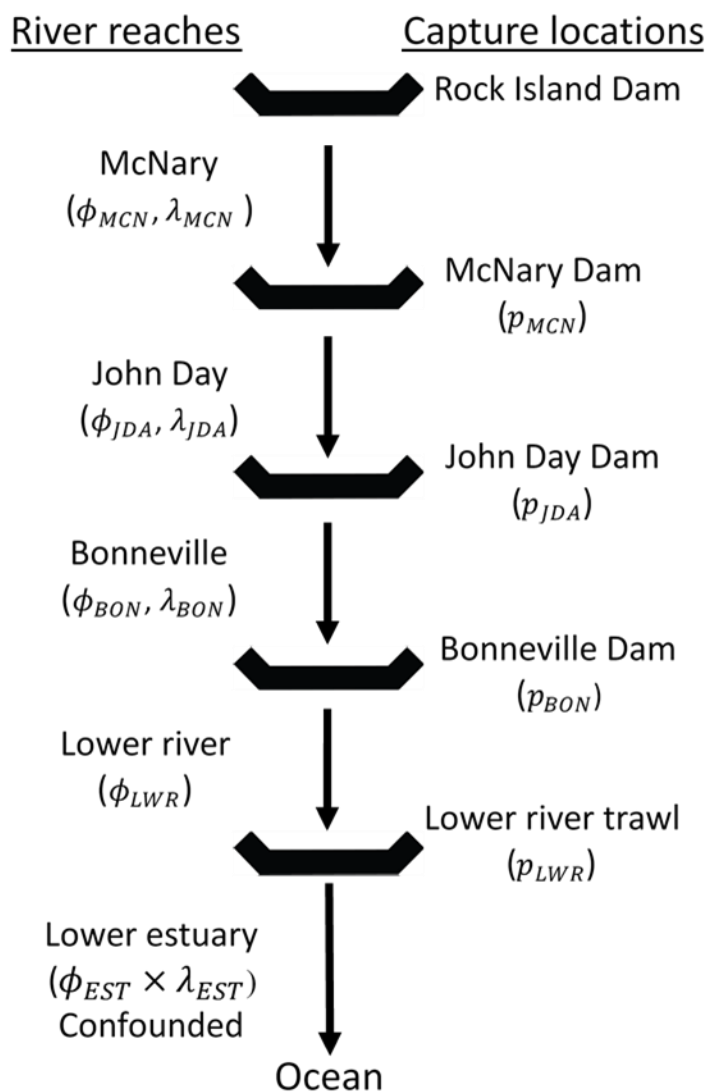 River reaches
Capture locations
Rock Island Dam
McNary
(ϕ_MCN, λ_MCN )
McNary Dam
(p_MCN)
John Day
(ϕ_JDA, λ_JDA)
John Day Dam
(p_JDA)
Bonneville
(ϕ_BON, λ_BON)
Bonneville Dam
(p_BON)
Lower river
(ϕ_LWR)
Lower river trawl
(p_LWR)
Lower estuary
(ϕ_EST × λ_EST)
Confounded
Ocean